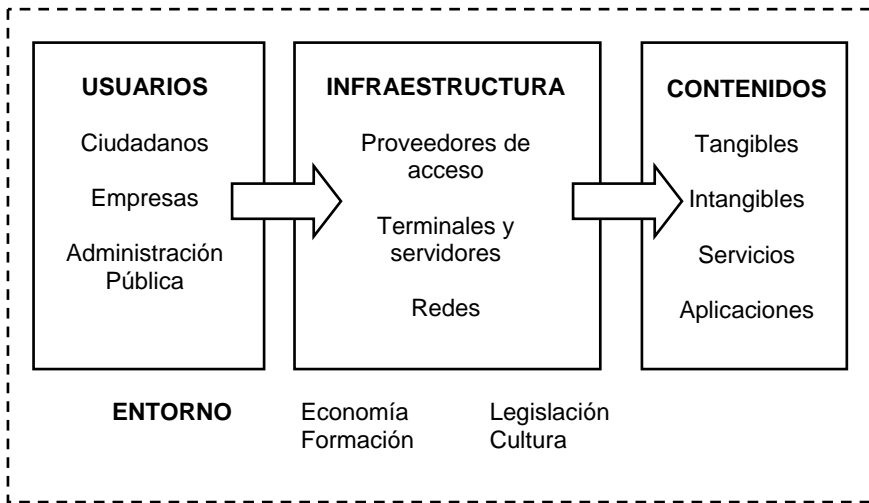 USUARIOS
Ciudadanos
Empresas
Administración
Pública
INFRAESTRUCTURA
Proveedores de
acceso
Terminales y
servidores
Redes
CONTENIDOS
Tangibles
Intangibles
Servicios
Aplicaciones
ENTORNO
Economía
Formación
Legislación
Cultura